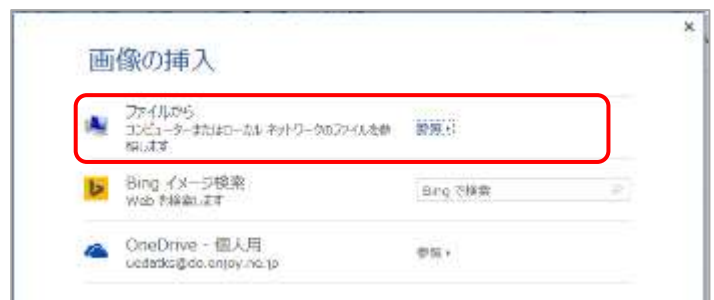 画像の挿入
ファイルから
コンピューターまたはローカル ネットワークのファイルを参
照します
参照
Bing イメージ検索
Web を検索します
Bing で検索
OneDrive - 個人用
参照